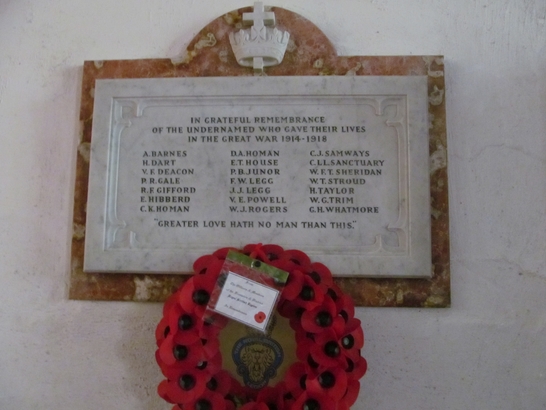 IN GRATEFUL REMEMBRANCE
OF THE UNDERNAMED WHO GAVE THEIR LIVES
IN THE GREAT WAR 1914-1918
A. BARNES D.A. HOMAN C.J. SAMWAYS
H. DART E.T. HOUSE C.L.L. SANCTUARY
V.F. DEACON P.B. JUNOR W.F.T. SHERIDAN
P.R. GALE F.W. LEGG W.T. STROUD
R.F. GIFFORD J.J. LEGG H. TAYLOR
E. HIBBERD V.E. POWELL W.G. TRIM
C.K. HOMAN W.J. ROGERS G.H. WHATMORE
"GREATER LOVE HATH NO MAN THAN THIS."